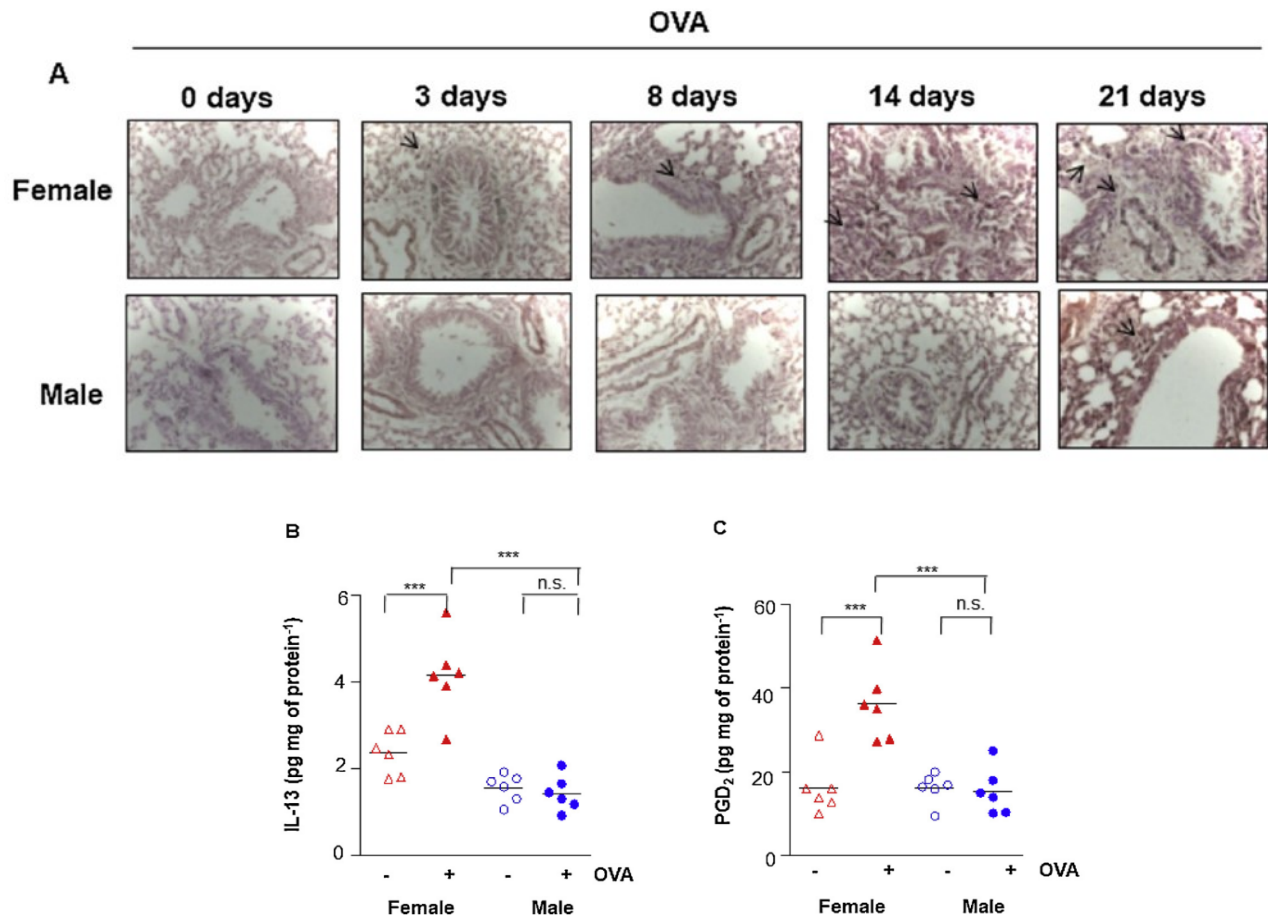 OVA
A
0 days 3 days 8 days 14 days 21 days
Female
Male
B
***
***
n.s.
6
4
2
0
IL-13 (pg mg of protein⁻¹)
- + - + OVA
Female Male
C
***
***
n.s.
60
40
20
0
PGD₂ (pg mg of protein⁻¹)
- + - + OVA
Female Male